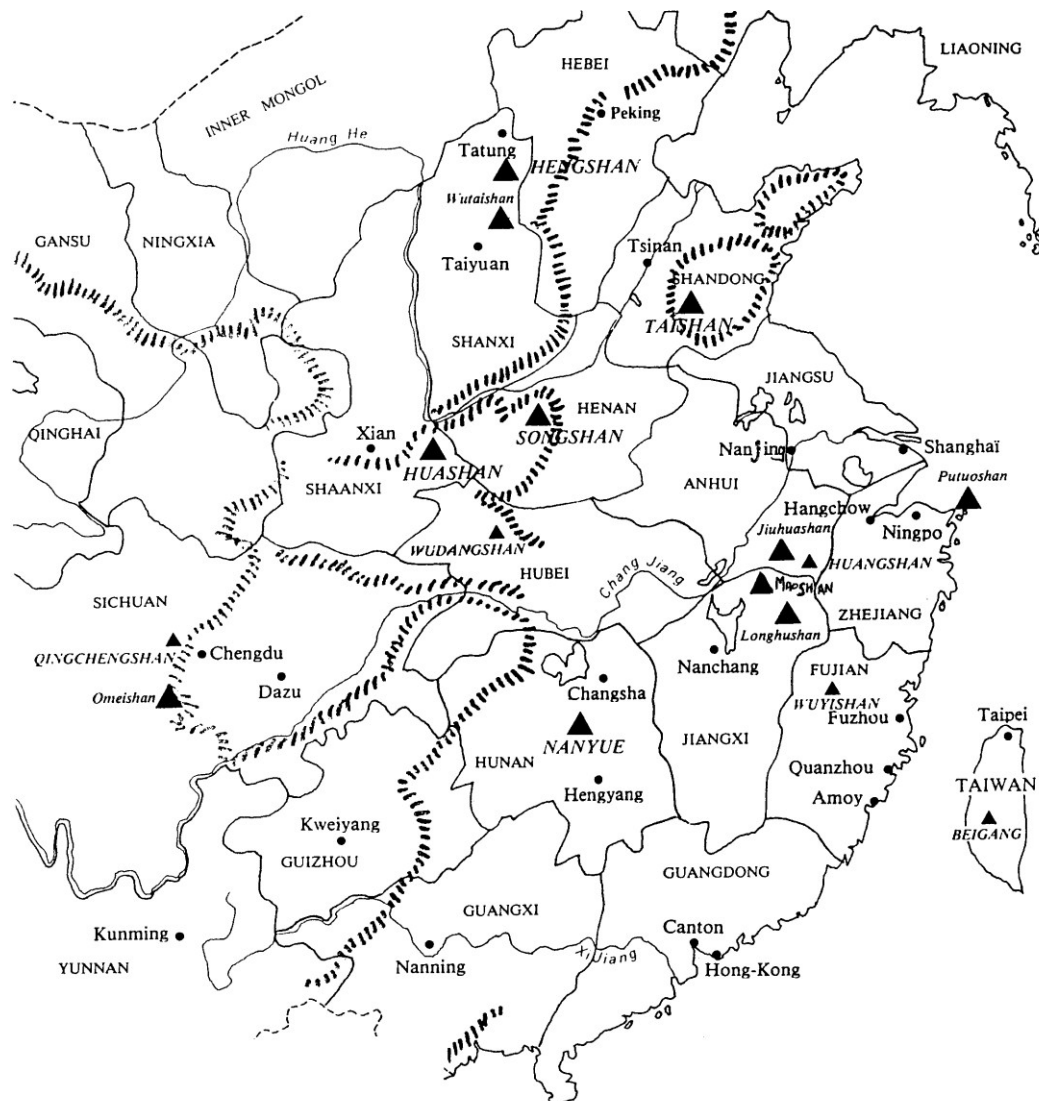 LIAONING
HEBEI
INNER MONGOL
Peking
Huang He
Tatung
HENGSHAN
Wutaishan
GANSU
NINGXIA
Tsinan
Taiyuan
SHANDONG
TAISHAN
SHANXI
JIANGSU
HENAN
QINGHAI
Xian
SONGSHAN
Nanjing
Shanghaï
HUASHAN
Putuoshan
SHAANXI
ANHUI
Hangchow
Jiuhuashan
Ningpo
WUDANGSHAN
HUANGSHAN
HUBEI
Chang Jiang
MAOSHAN
SICHUAN
ZHEJIANG
Longhushan
QINGCHENGSHAN
Chengdu
Nanchang
FUJIAN
Omeishan
Dazu
Changsha
WUYISHAN
Fuzhou
Taipei
NANYUE
JIANGXI
HUNAN
Quanzhou
TAIWAN
Hengyang
Amoy
BEIGANG
Kweiyang
GUIZHOU
GUANGDONG
GUANGXI
Canton
Kunming
Nanning
Xi Jiang
Hong-Kong
YUNNAN